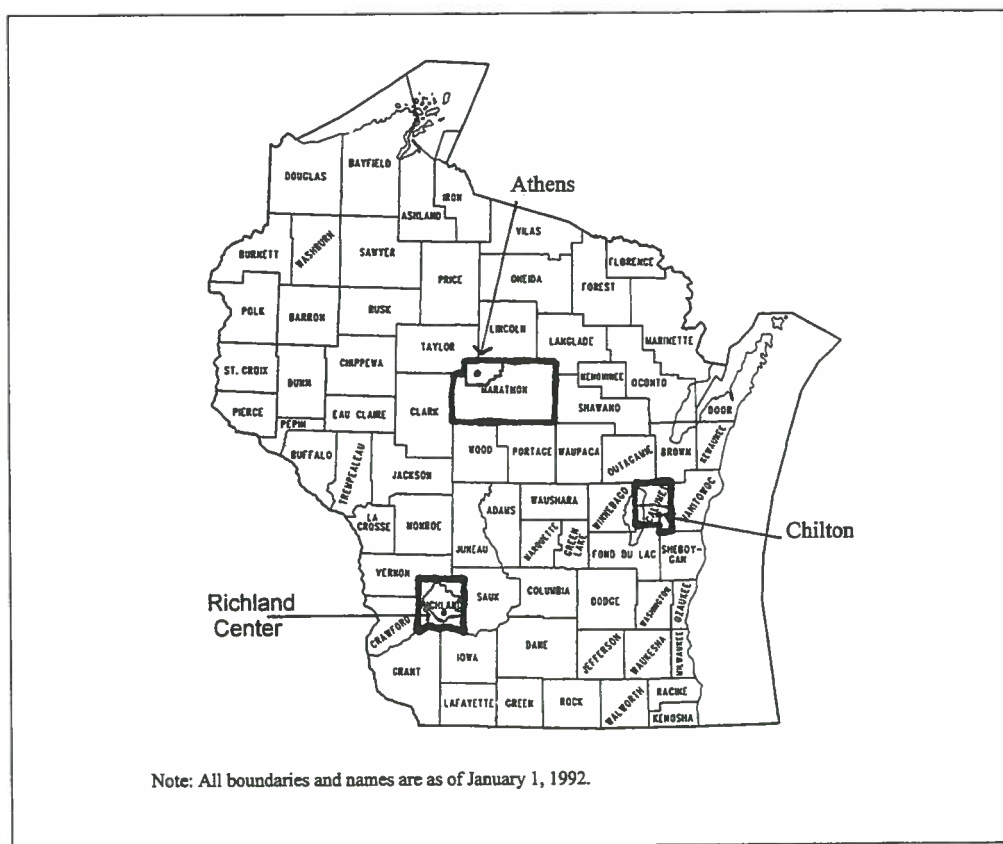 Athens
DOUGLAS
BAYFIELD
ASHLAND
IRON
VILAS
BURNETT
WASHBURN
SAWYER
PRICE
ONEIDA
FLORENCE
FOREST
POLK
BARRON
RUSK
LINCOLN
LANGLADE
MARINETTE
TAYLOR
ST. CROIX
DUNN
CHIPPEWA
MARATHON
MENOMINEE
OCONTO
PIERCE
PEPIN
EAU CLAIRE
CLARK
SHAWANO
DOOR
BUFFALO
TREMPEALEAU
JACKSON
WOOD
PORTAGE
WAUPACA
OUTAGAMIE
BROWN
KEWAUNEE
LA
CROSSE
MONROE
JUNEAU
ADAMS
WAUSHARA
MARQUETTE
GREEN
LAKE
WINNEBAGO
CALUMET
MANITOWOC
Chilton
FOND DU LAC
SHEBOY-
GAN
VERNON
Richland
Center
RICHLAND
SAUK
COLUMBIA
DODGE
WASHINGTON
OZAUKEE
CRAWFORD
GRANT
IOWA
DANE
JEFFERSON
WAUKESHA
MILWAUKEE
LAFAYETTE
GREEN
ROCK
WALWORTH
RACINE
KENOSHA
Note: All boundaries and names are as of January 1, 1992.